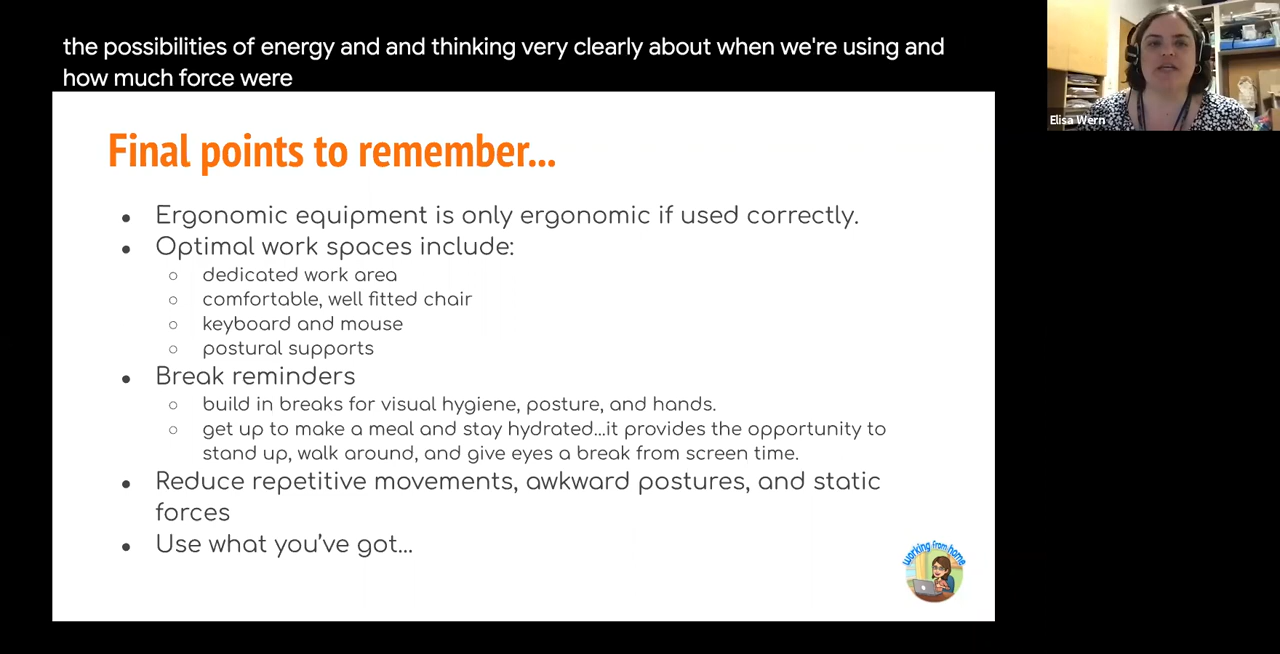 the possibilities of energy and and thinking very clearly about when we're using and
how much force were
Elisa Wern
Final points to remember...
● Ergonomic equipment is only ergonomic if used correctly.
● Optimal work spaces include:
○ dedicated work area
○ comfortable, well fitted chair
○ keyboard and mouse
○ postural supports
● Break reminders
○ build in breaks for visual hygiene, posture, and hands.
○ get up to make a meal and stay hydrated...it provides the opportunity to
stand up, walk around, and give eyes a break from screen time.
● Reduce repetitive movements, awkward postures, and static
forces
● Use what you've got...
working from home